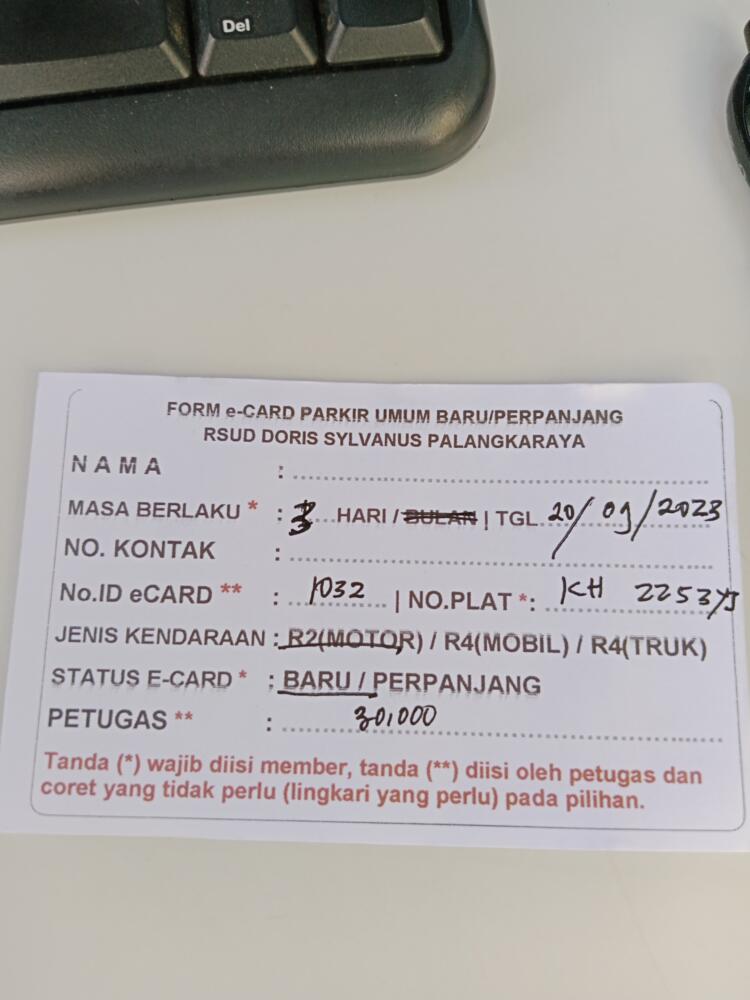 Del
FORM e-CARD PARKIR UMUM BARU/PERPANJANG
RSUD DORIS SYLVANUS PALANGKARAYA
NAMA :
MASA BERLAKU * : 3 HARI / BULAN | TGL. 20/09/2023
NO. KONTAK :
No.ID eCARD ** : 1032 | NO.PLAT *: KH 2253 YJ
JENIS KENDARAAN : R2(MOTOR) / R4(MOBIL) / R4(TRUK)
STATUS E-CARD * : BARU / PERPANJANG
PETUGAS ** : 30,000
Tanda (*) wajib diisi member, tanda (**) diisi oleh petugas dan
coret yang tidak perlu (lingkari yang perlu) pada pilihan.